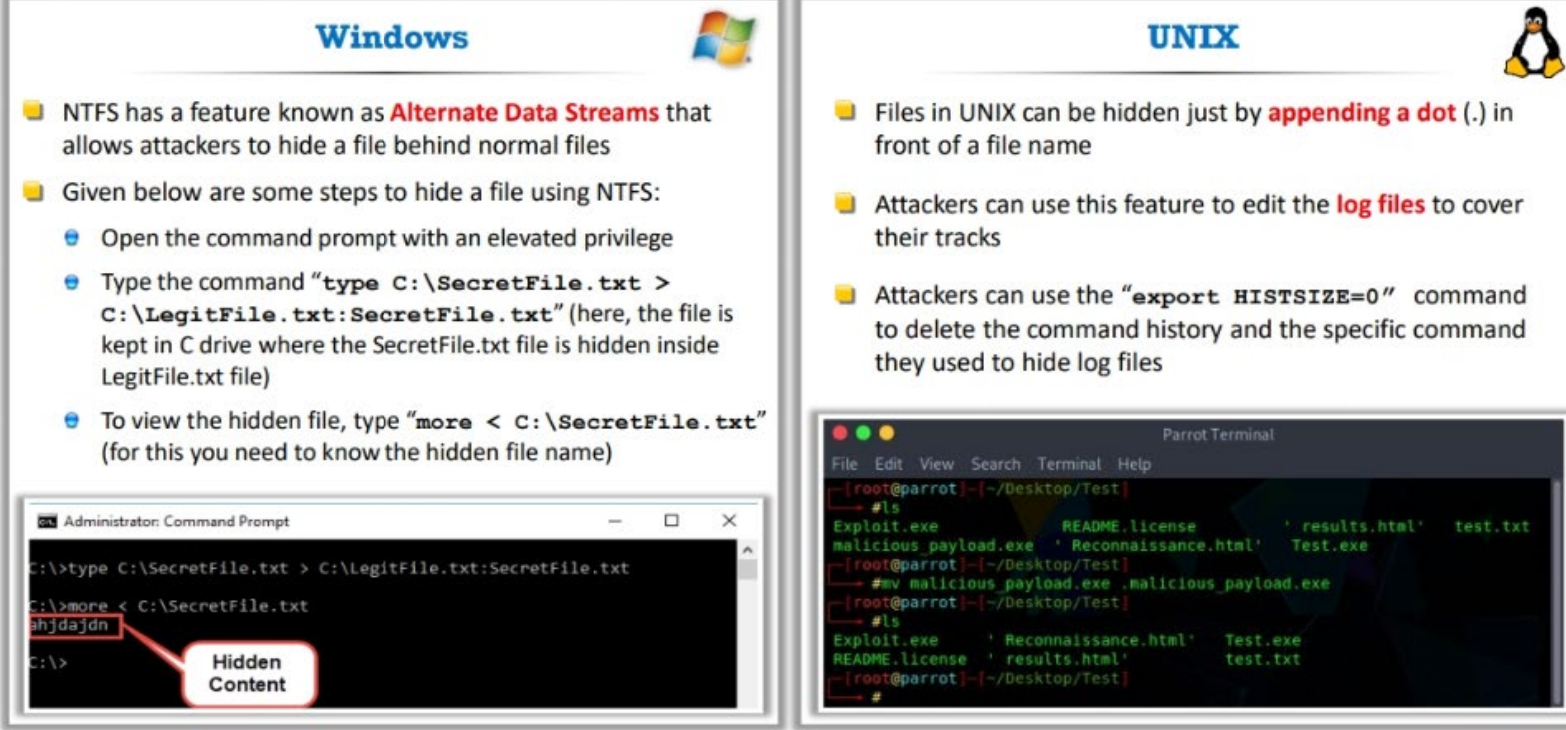 Windows
NTFS has a feature known as Alternate Data Streams that
allows attackers to hide a file behind normal files
Given below are some steps to hide a file using NTFS:
Open the command prompt with an elevated privilege
Type the command “type C:\SecretFile.txt >
C:\LegitFile.txt:SecretFile.txt” (here, the file is
kept in C drive where the SecretFile.txt file is hidden inside
LegitFile.txt file)
To view the hidden file, type “more < C:\SecretFile.txt”
(for this you need to know the hidden file name)
Administrator: Command Prompt
C:\>type C:\SecretFile.txt > C:\LegitFile.txt:SecretFile.txt
C:\>more < C:\SecretFile.txt
ahjdajdn
C:\>
Hidden
Content
UNIX
Files in UNIX can be hidden just by appending a dot (.) in
front of a file name
Attackers can use this feature to edit the log files to cover
their tracks
Attackers can use the “export HISTSIZE=0” command
to delete the command history and the specific command
they used to hide log files
Parrot Terminal
File Edit View Search Terminal Help
[root@parrot]-[~/Desktop/Test]
#ls
Exploit.exe README.license ' results.html' test.txt
malicious_payload.exe ' Reconnaissance.html' Test.exe
[root@parrot]-[~/Desktop/Test]
#mv malicious_payload.exe .malicious_payload.exe
[root@parrot]-[~/Desktop/Test]
#ls
Exploit.exe ' Reconnaissance.html' Test.exe
README.license ' results.html' test.txt
[root@parrot]-[~/Desktop/Test]
#